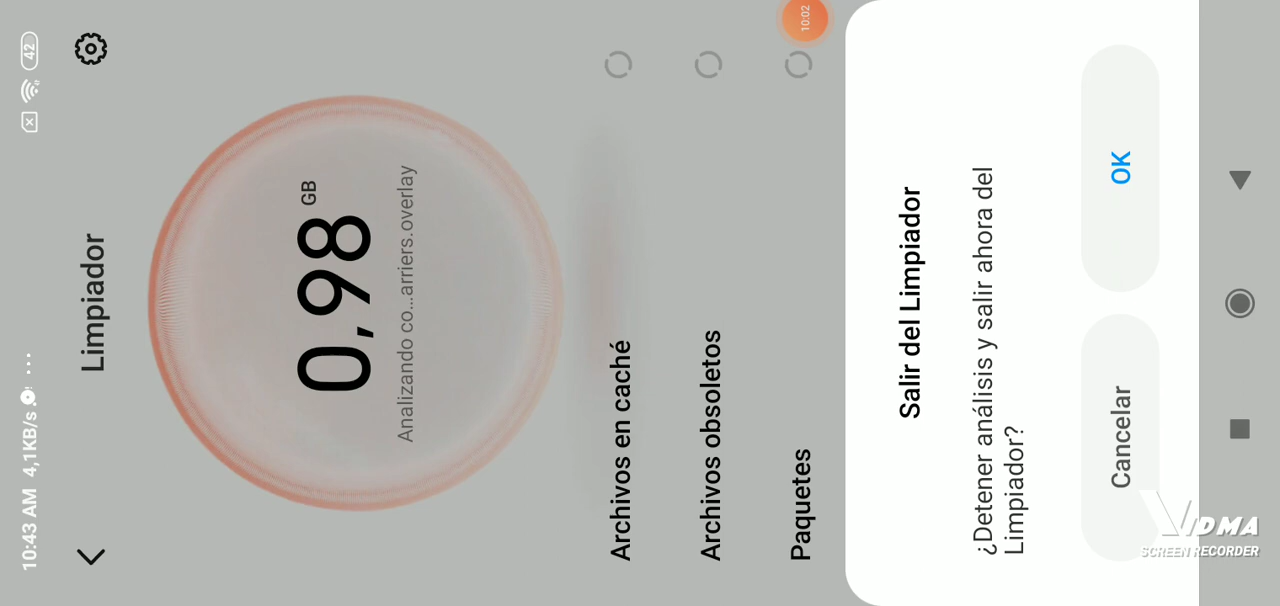 10:43 AM 4,1KB/s ...
42
Limpiador
0,98 GB
Analizando co...arriers.overlay
Archivos en caché
Archivos obsoletos
Paquetes
10:02
Salir del Limpiador
¿Detener análisis y salir ahora del
Limpiador?
Cancelar
OK
VIDMA
SCREEN RECORDER